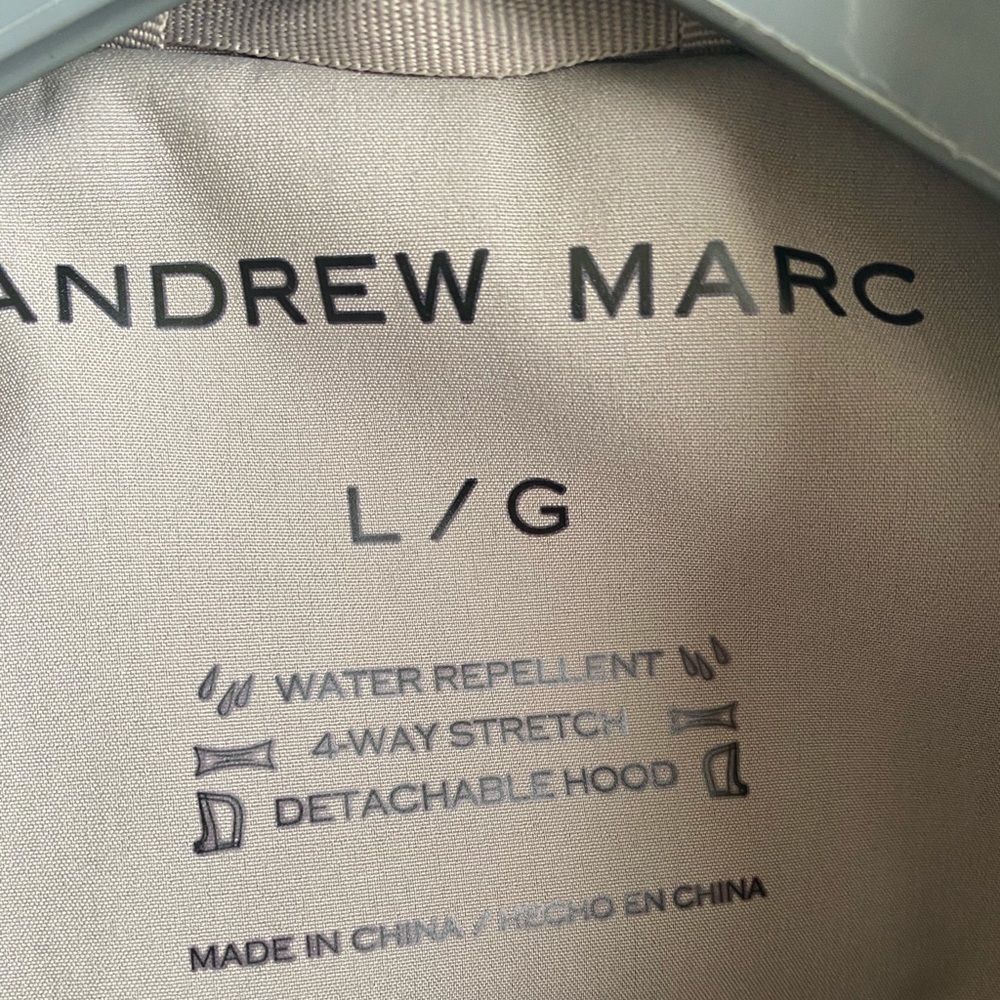 ANDREW MARC
L / G
WATER REPELLENT
4-WAY STRETCH
DETACHABLE HOOD
MADE IN CHINA / HECHO EN CHINA